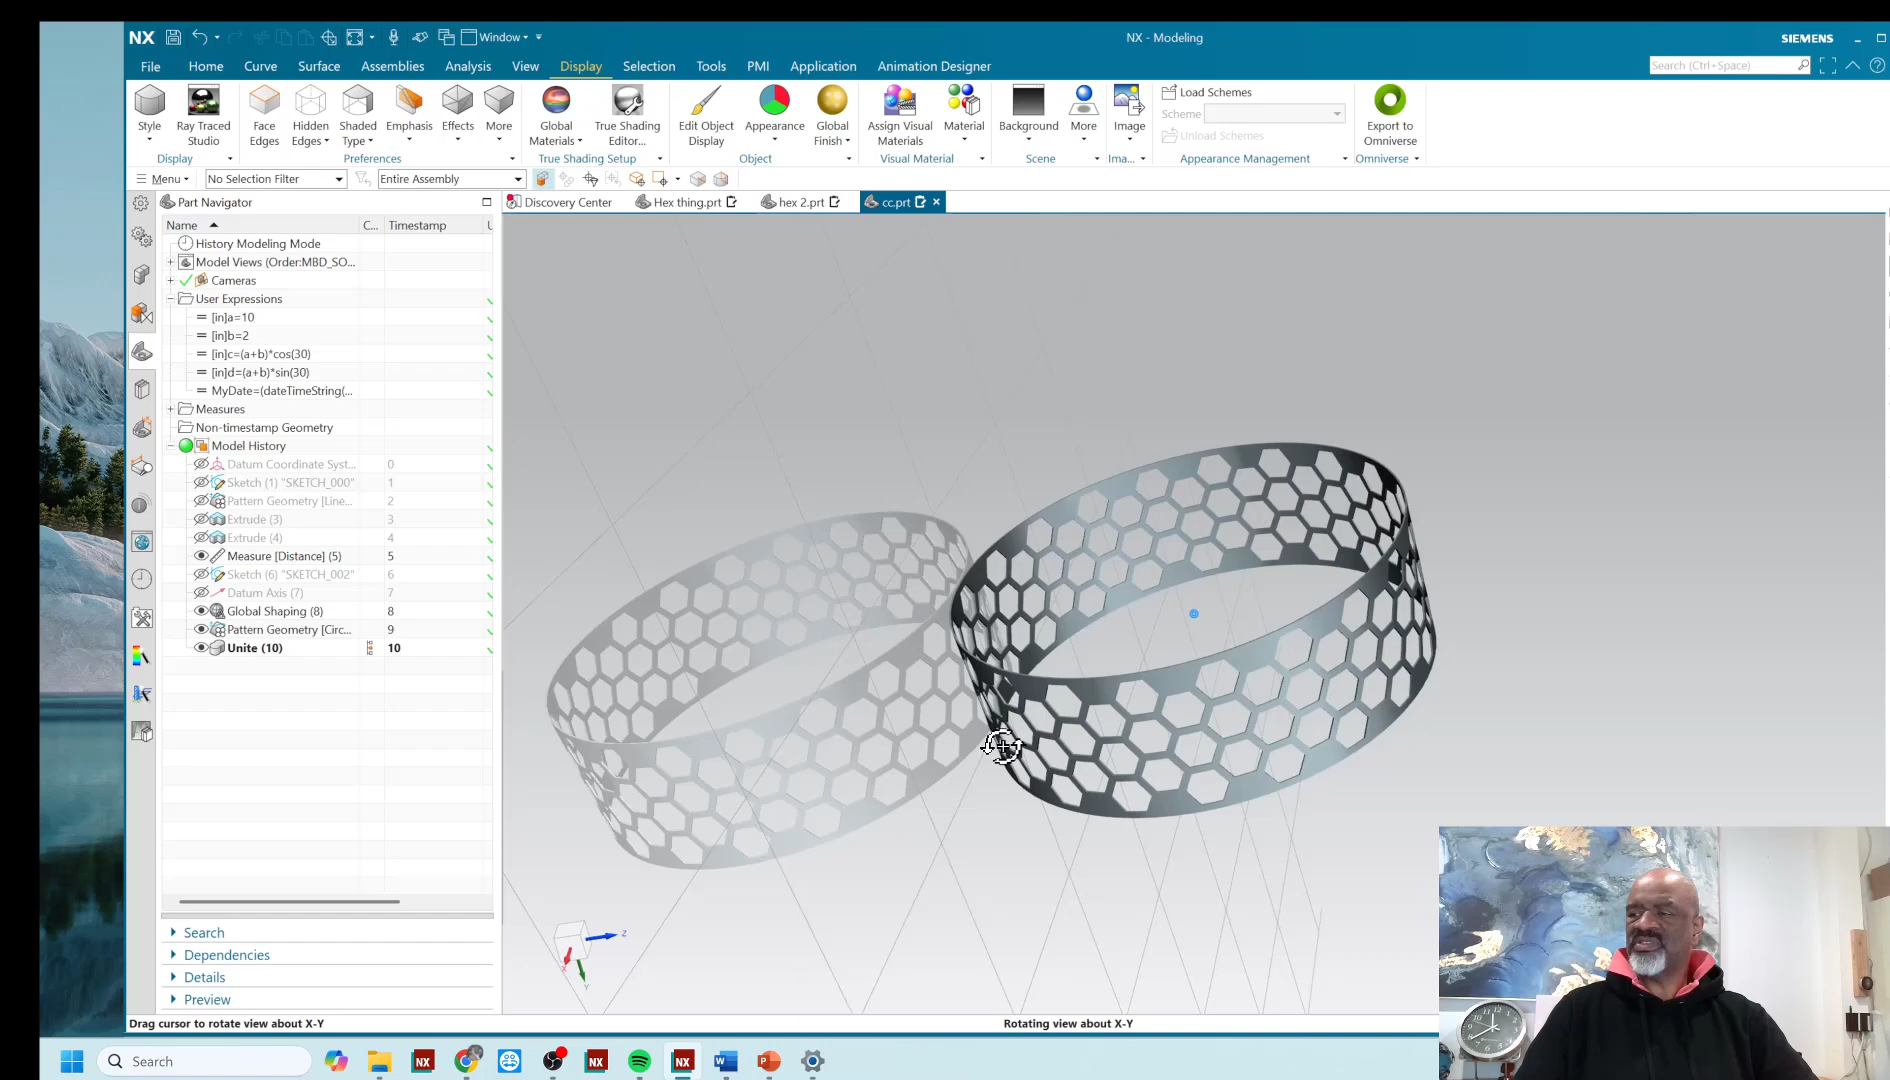 NX Window NX - Modeling SIEMENS
File Home Curve Surface Assemblies Analysis View Display Selection Tools PMI Application Animation Designer Search (Ctrl+Space)
Style Ray Traced Studio Face Edges Hidden Edges Shaded Type Emphasis Effects More Global Materials True Shading Editor... Edit Object Display Appearance Global Finish Assign Visual Materials Material Background More Image Load Schemes Scheme Unload Schemes Export to Omniverse
Display Preferences True Shading Setup Object Visual Material Scene Ima... Appearance Management Omniverse
Menu No Selection Filter Entire Assembly
Part Navigator Discovery Center Hex thing.prt hex 2.prt cc.prt
Name C... Timestamp U
History Modeling Mode
Model Views (Order:MBD_SO...
Cameras
User Expressions
[in]a=10
[in]b=2
[in]c=(a+b)*cos(30)
[in]d=(a+b)*sin(30)
MyDate=(dateTimeString(...
Measures
Non-timestamp Geometry
Model History
Datum Coordinate Syst... 0
Sketch (1) "SKETCH_000" 1
Pattern Geometry [Line... 2
Extrude (3) 3
Extrude (4) 4
Measure [Distance] (5) 5
Sketch (6) "SKETCH_002" 6
Datum Axis (7) 7
Global Shaping (8) 8
Pattern Geometry [Circ... 9
Unite (10) 10
Search
Dependencies
Details
Preview
Z
X
Y
Drag cursor to rotate view about X-Y Rotating view about X-Y
Search NX NX NX W P